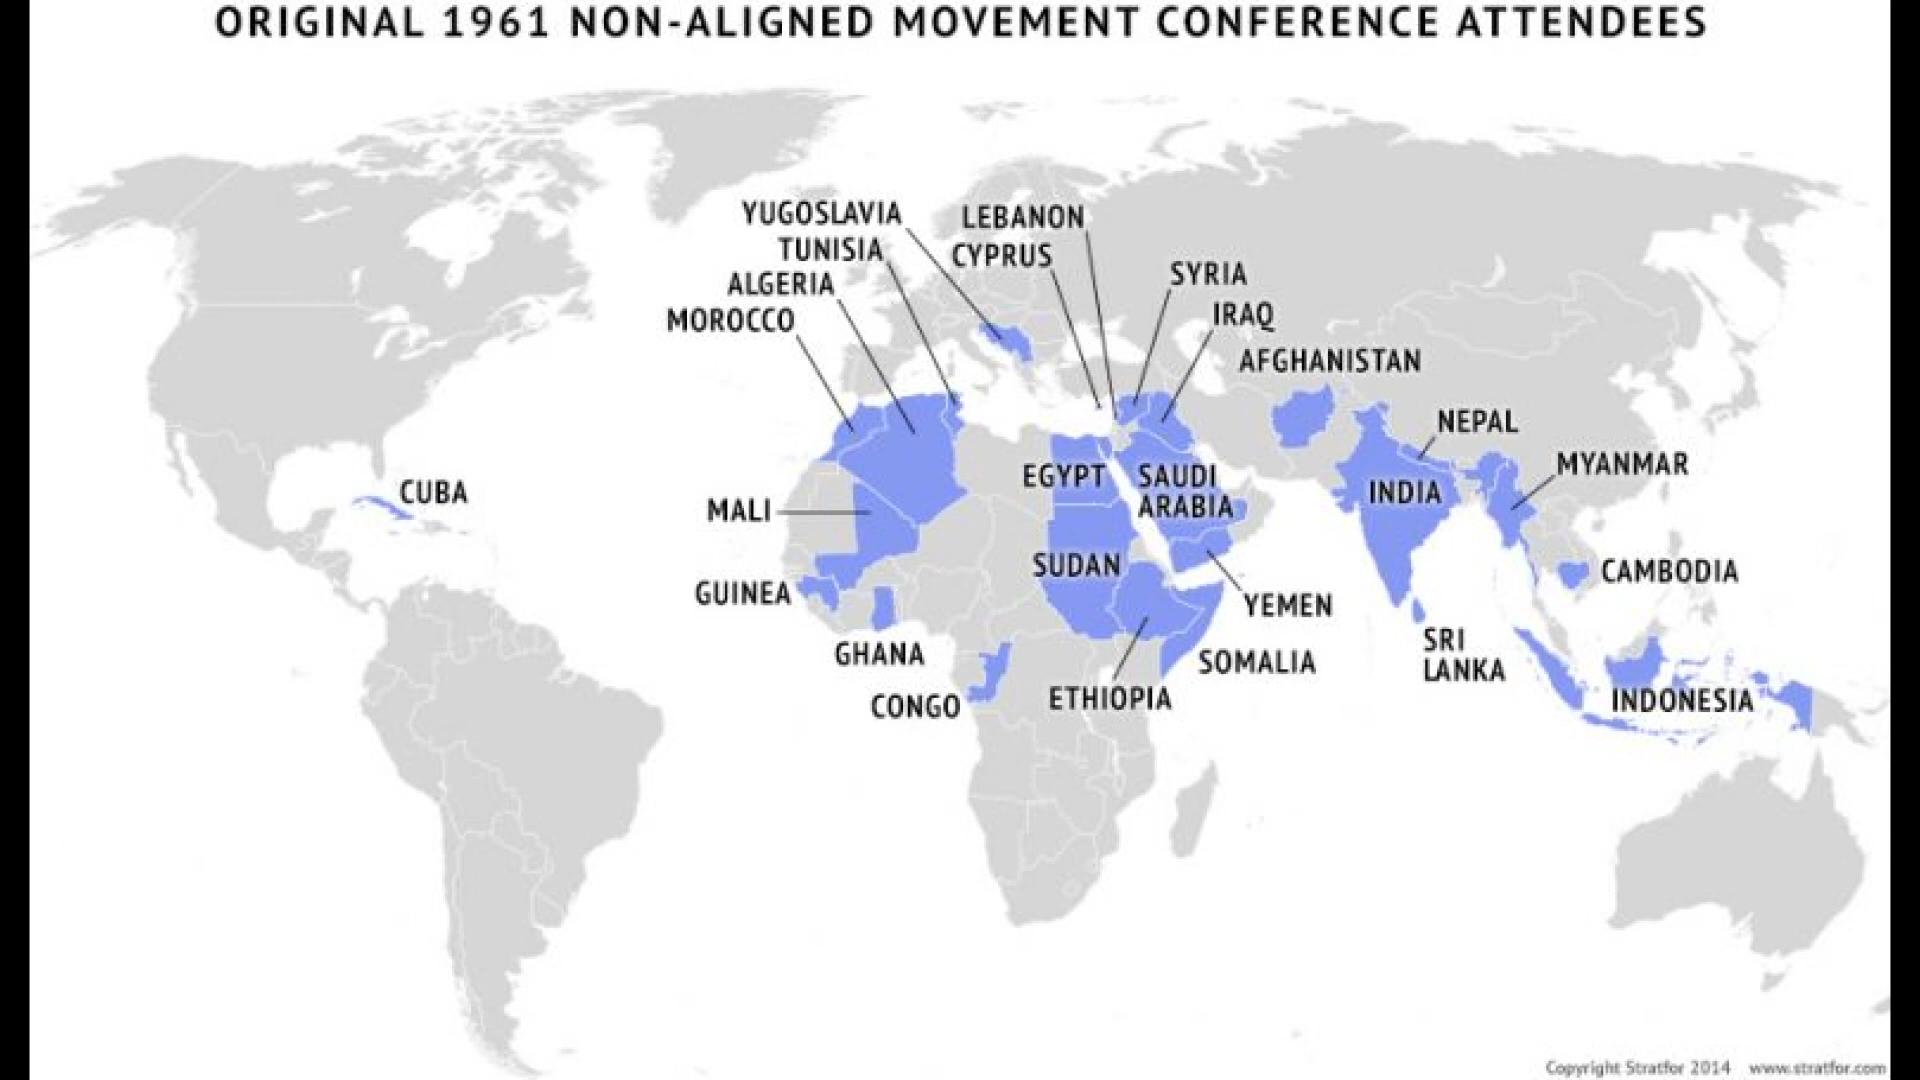 ORIGINAL 1961 NON-ALIGNED MOVEMENT CONFERENCE ATTENDEES
YUGOSLAVIA
LEBANON
TUNISIA
CYPRUS
ALGERIA
SYRIA
MOROCCO
IRAQ
AFGHANISTAN
NEPAL
MYANMAR
CUBA
EGYPT
SAUDI
ARABIA
INDIA
MALI
SUDAN
CAMBODIA
GUINEA
YEMEN
GHANA
SRI
LANKA
SOMALIA
CONGO
ETHIOPIA
INDONESIA
Copyright Stratfor 2014 www.stratfor.com